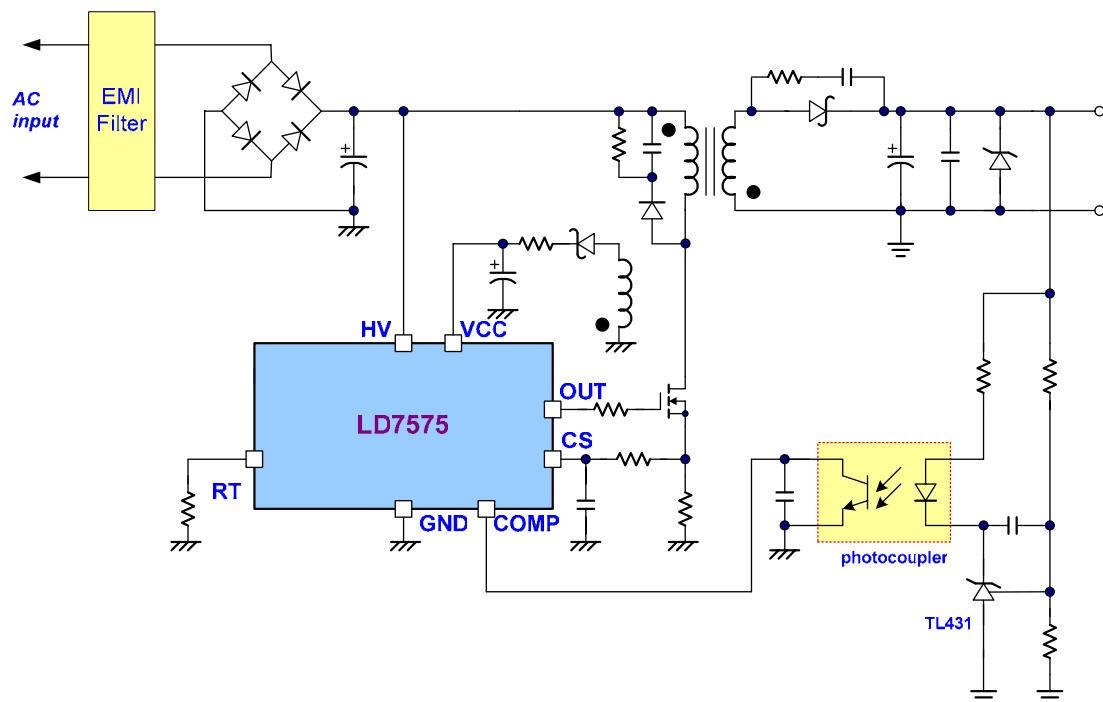 AC
input
EMI
Filter
+
+
+
HV
VCC
OUT
LD7575
CS
RT
GND
COMP
photocoupler
TL431